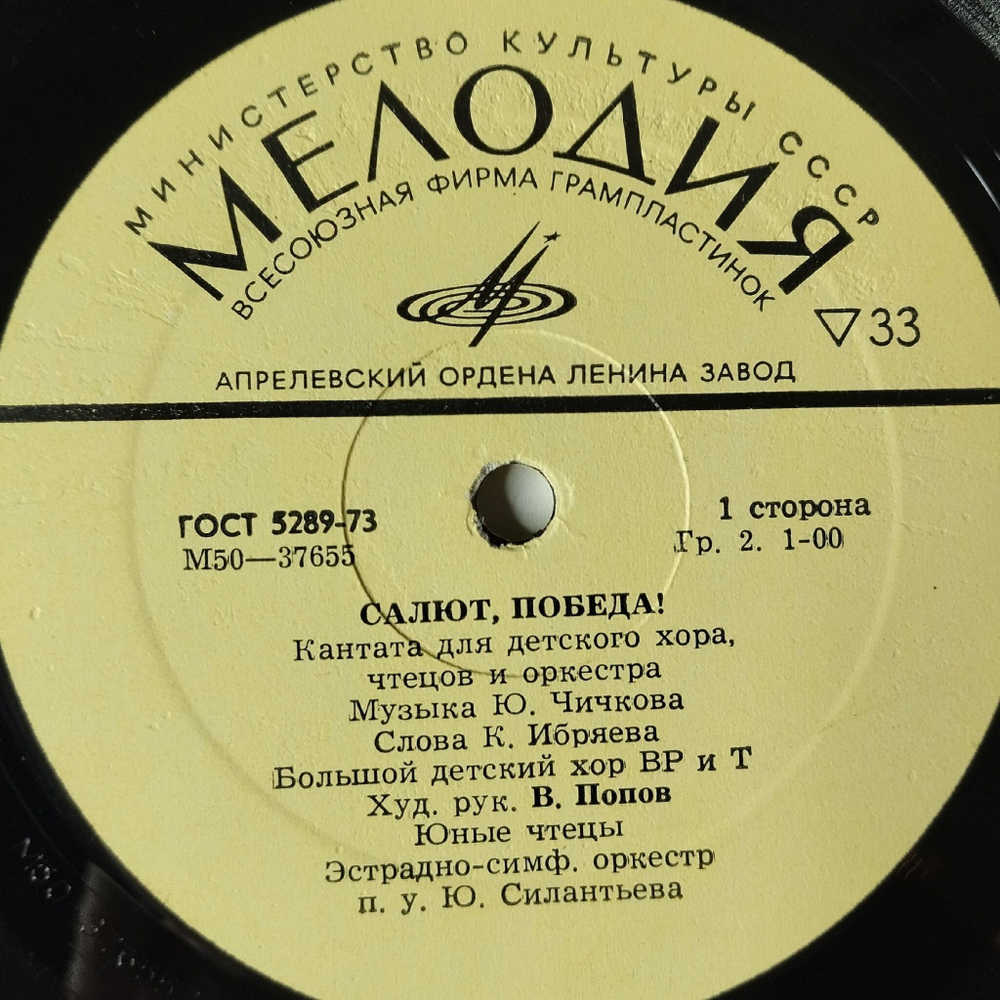 МИНИСТЕРСТВО КУЛЬТУРЫ СССР
МЕЛОДИЯ
ВСЕСОЮЗНАЯ ФИРМА ГРАМПЛАСТИНОК
▽33
АПРЕЛЕВСКИЙ ОРДЕНА ЛЕНИНА ЗАВОД
ГОСТ 5289-73
М50—37655
1 сторона
Гр. 2. 1-00
САЛЮТ, ПОБЕДА!
Кантата для детского хора,
чтецов и оркестра
Музыка Ю. Чичкова
Слова К. Ибряева
Большой детский хор ВР и Т
Худ. рук. В. Попов
Юные чтецы
Эстрадно-симф. оркестр
п. у. Ю. Силантьева